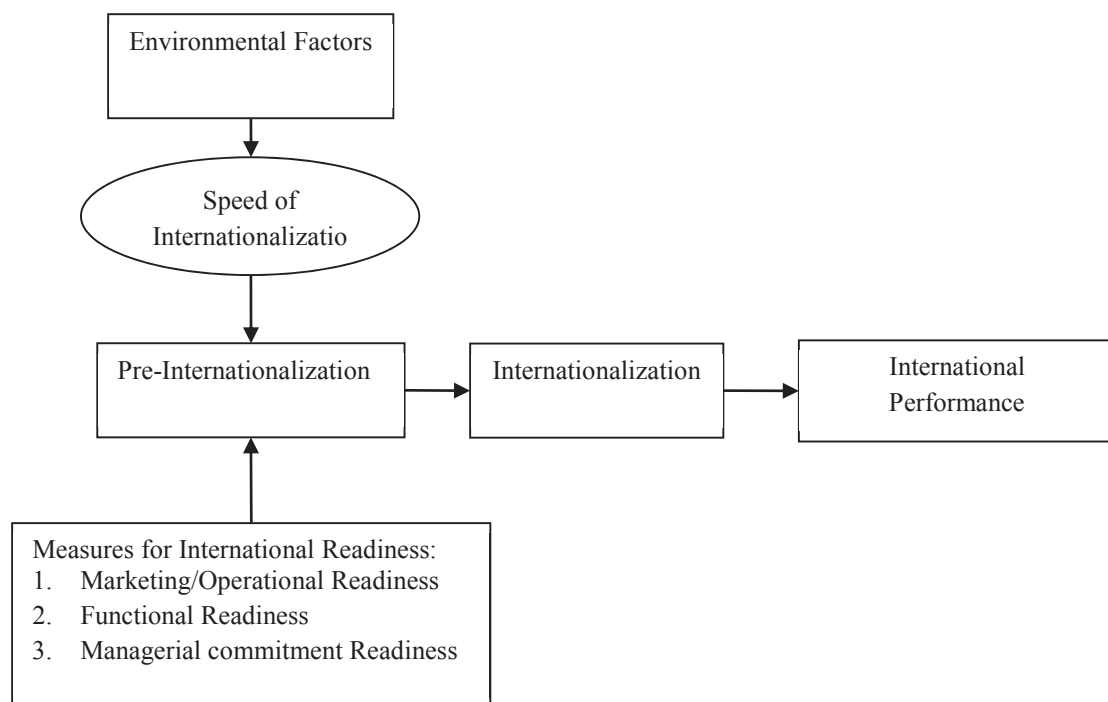 Environmental Factors
Speed of
Internationalizatio
Pre-Internationalization
Internationalization
International
Performance
Measures for International Readiness:
1. Marketing/Operational Readiness
2. Functional Readiness
3. Managerial commitment Readiness